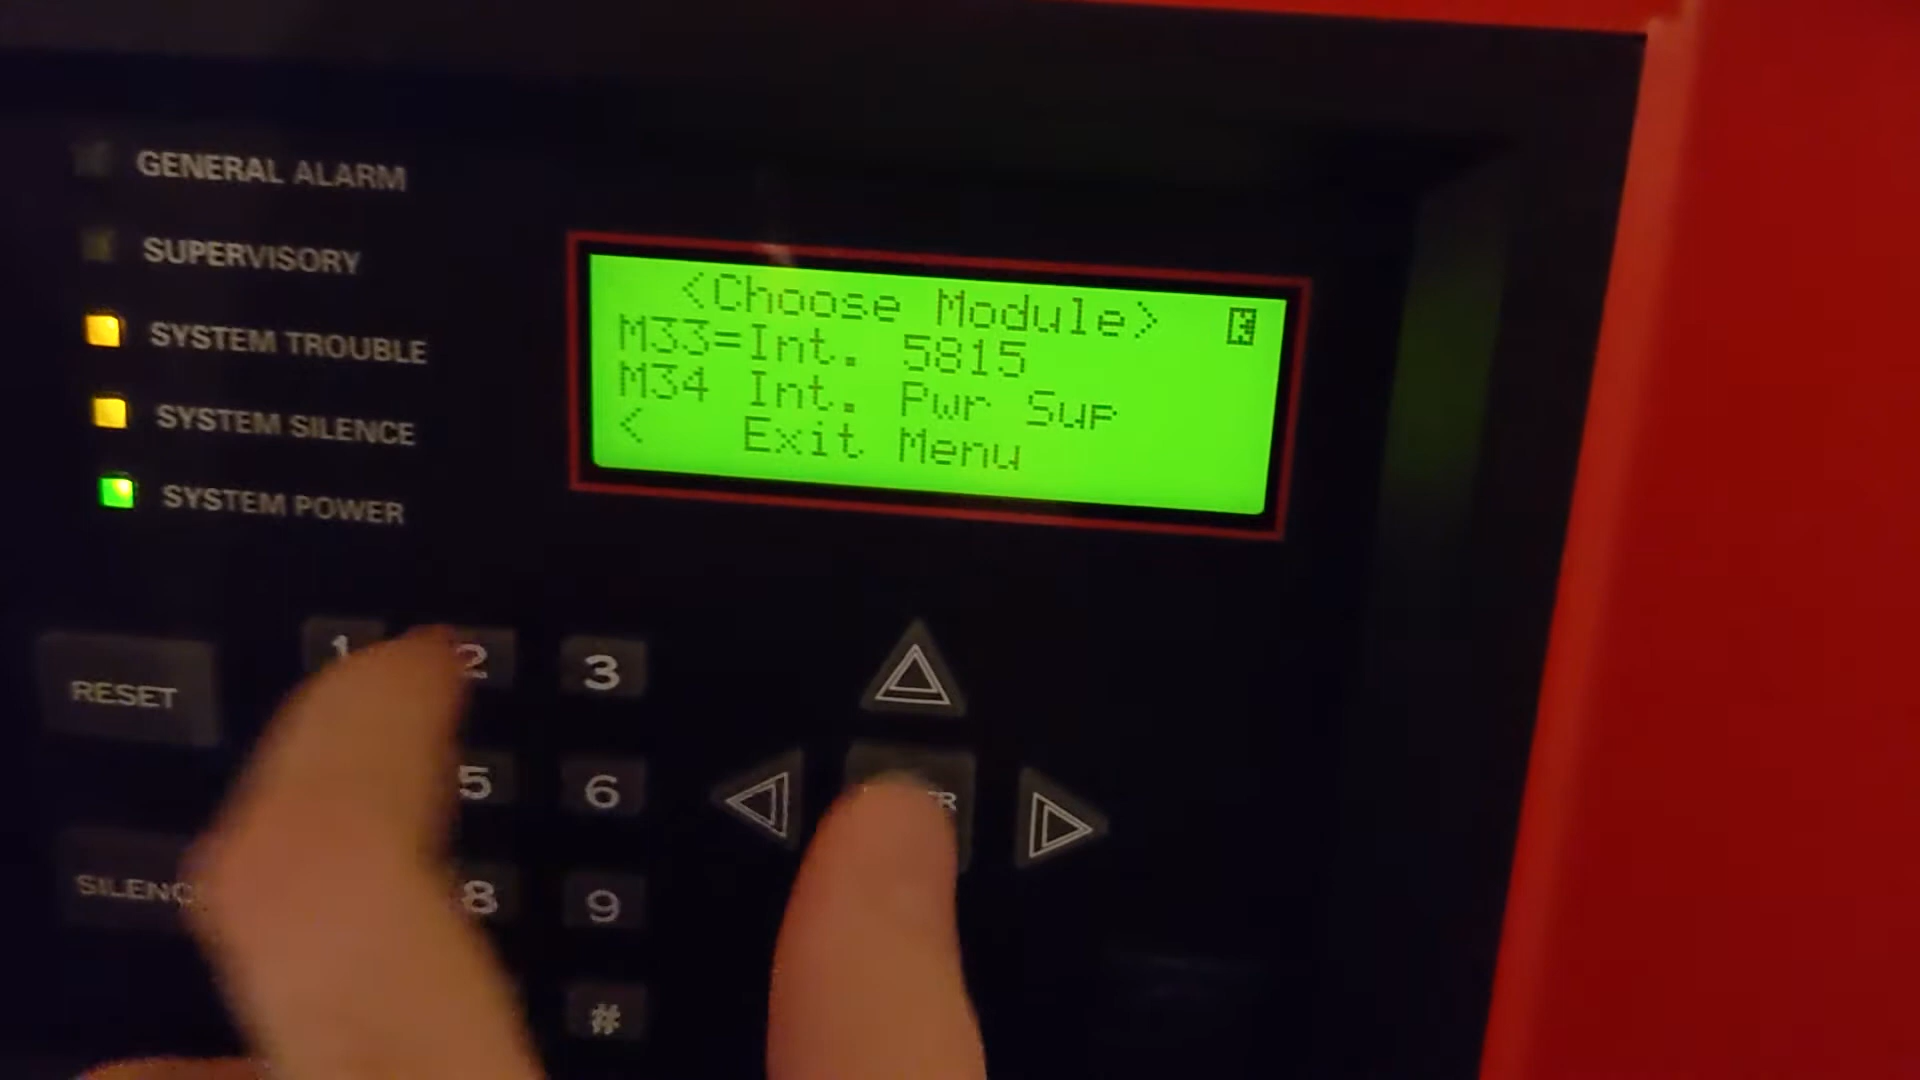 GENERAL ALARM
SUPERVISORY
SYSTEM TROUBLE
SYSTEM SILENCE
SYSTEM POWER
<Choose Module>
M33=Int. 5815
M34 Int. Pwr Sup
< Exit Menu
RESET
1 2 3
5 6
8 9
#